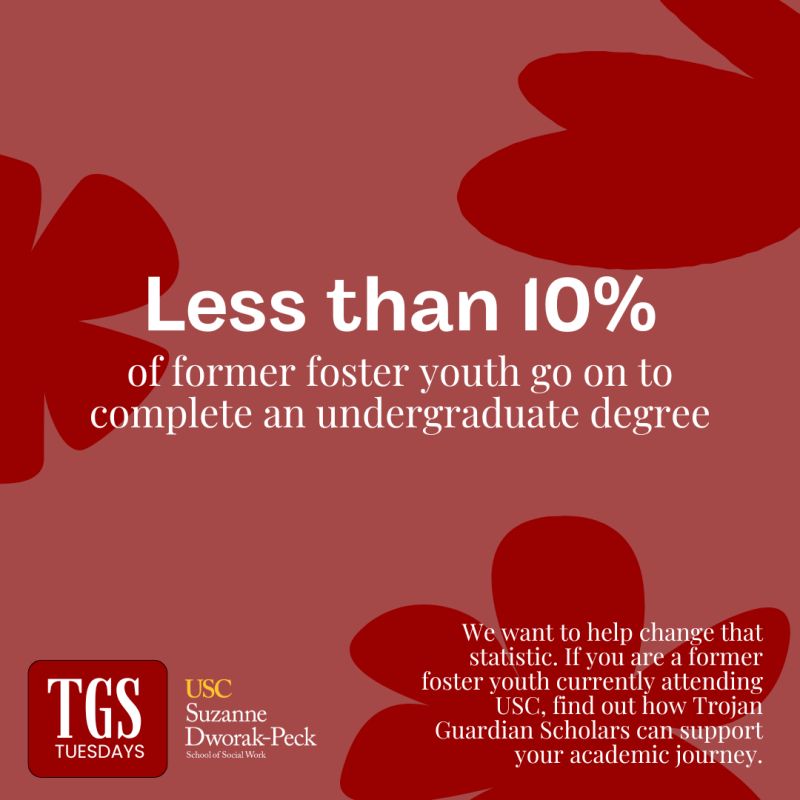 Less than 10%
of former foster youth go on to
complete an undergraduate degree
We want to help change that
statistic. If you are a former
foster youth currently attending
USC, find out how Trojan
Guardian Scholars can support
your academic journey.
TGS
TUESDAYS
USC
Suzanne
Dworak-Peck
School of Social Work